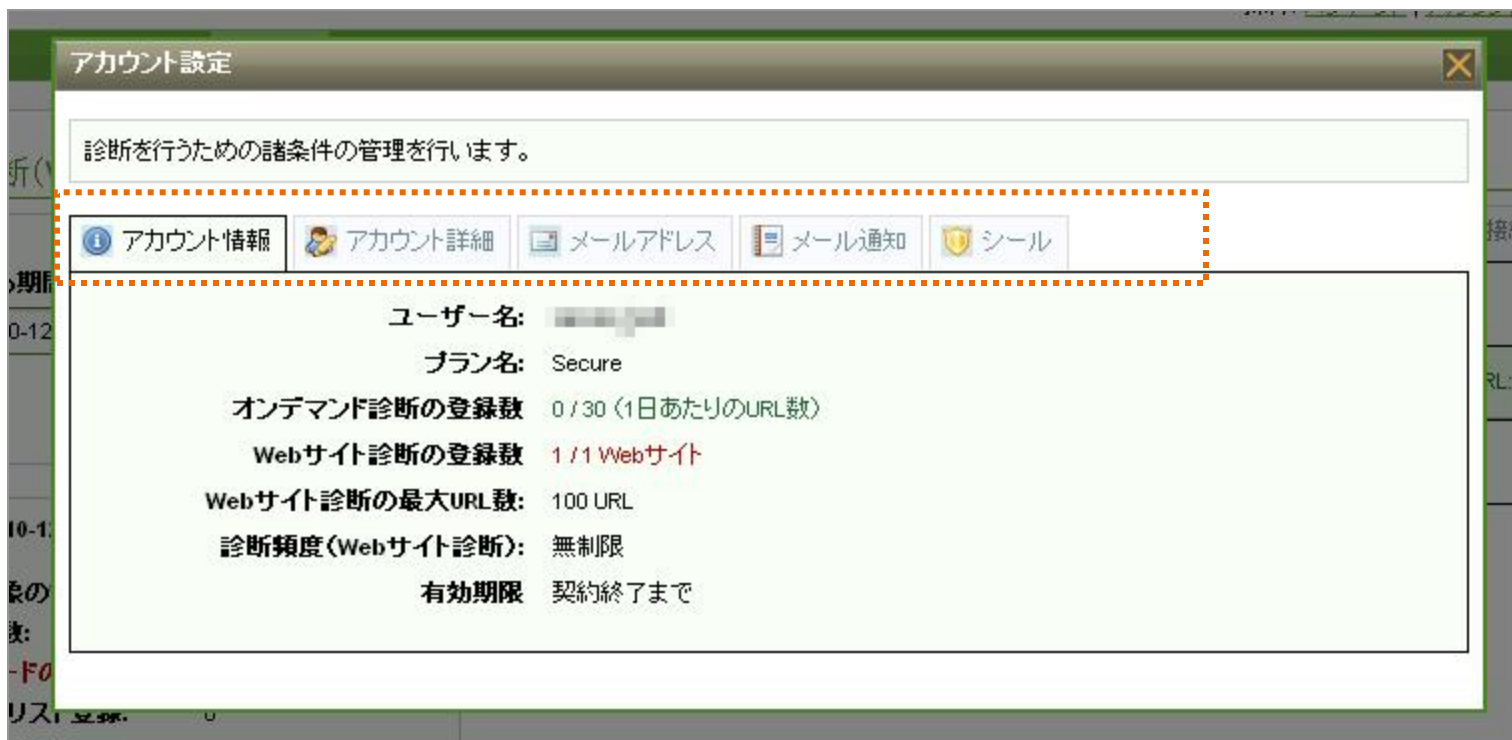 アカウント設定
診断を行うための諸条件の管理を行います。
アカウント情報 アカウント詳細 メールアドレス メール通知 シール
ユーザー名:
プラン名: Secure
オンデマンド診断の登録数 0 / 30 (1日あたりのURL数)
Webサイト診断の登録数 1 / 1 Webサイト
Webサイト診断の最大URL数: 100 URL
診断頻度(Webサイト診断): 無制限
有効期限 契約終了まで